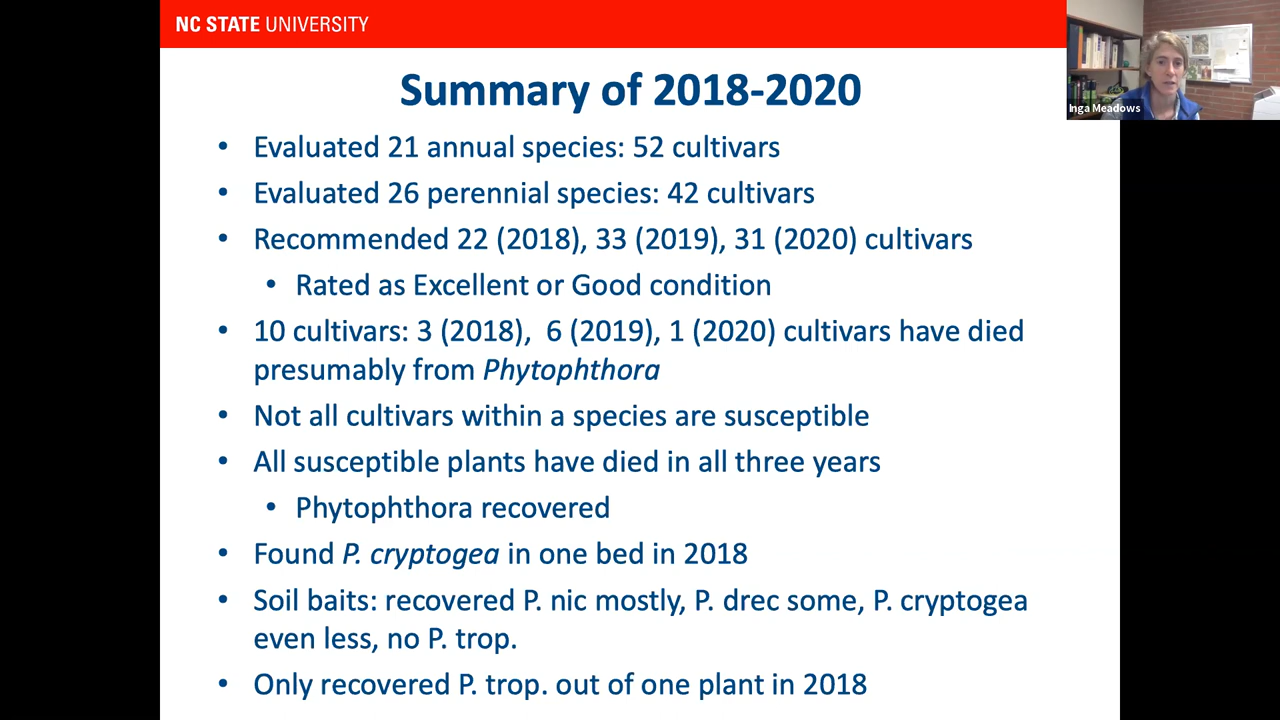 NC STATE UNIVERSITY
Inga Meadows
Summary of 2018-2020
• Evaluated 21 annual species: 52 cultivars
• Evaluated 26 perennial species: 42 cultivars
• Recommended 22 (2018), 33 (2019), 31 (2020) cultivars
• Rated as Excellent or Good condition
• 10 cultivars: 3 (2018), 6 (2019), 1 (2020) cultivars have died
presumably from Phytophthora
• Not all cultivars within a species are susceptible
• All susceptible plants have died in all three years
• Phytophthora recovered
• Found P. cryptogea in one bed in 2018
• Soil baits: recovered P. nic mostly, P. drec some, P. cryptogea
even less, no P. trop.
• Only recovered P. trop. out of one plant in 2018